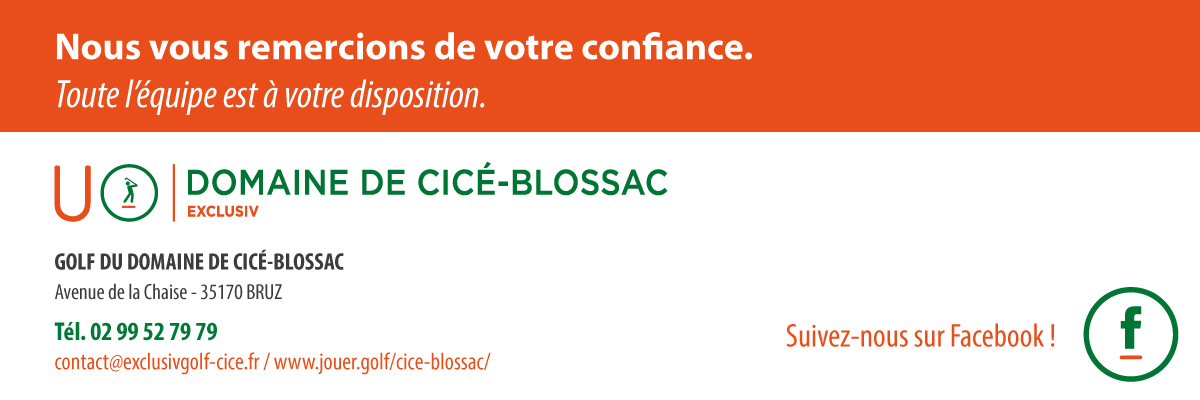 Nous vous remercions de votre confiance.
Toute l'équipe est à votre disposition.
U
DOMAINE DE CICÉ-BLOSSAC
EXCLUSIV
GOLF DU DOMAINE DE CICÉ-BLOSSAC
Avenue de la Chaise - 35170 BRUZ
Tél. 02 99 52 79 79
contact@exclusivgolf-cice.fr / www.jouer.golf/cice-blossac/
Suivez-nous sur Facebook !
f